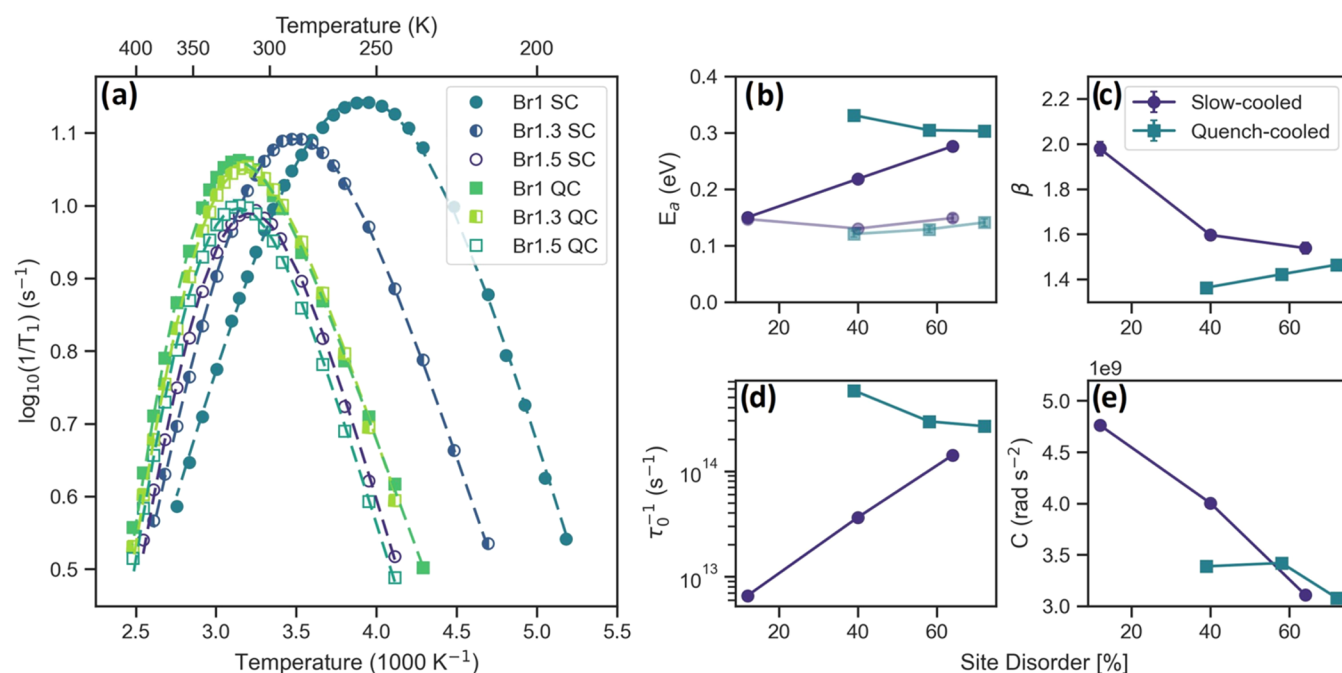 Temperature (K)
400 350 300 250 200
(a)
Br1 SC
Br1.3 SC
Br1.5 SC
Br1 QC
Br1.3 QC
Br1.5 QC
log₁₀(1/T₁) (s⁻¹)
1.1
1.0
0.9
0.8
0.7
0.6
0.5
2.5 3.0 3.5 4.0 4.5 5.0 5.5
Temperature (1000 K⁻¹)
(b)
Eₐ (eV)
0.4
0.3
0.2
0.1
0.0
20 40 60
(c)
Slow-cooled
Quench-cooled
β
2.2
2.0
1.8
1.6
1.4
20 40 60
(d)
τ₀⁻¹ (s⁻¹)
10¹⁴
10¹³
20 40 60
1e9
(e)
C (rad s⁻²)
5.0
4.5
4.0
3.5
3.0
20 40 60
Site Disorder [%]